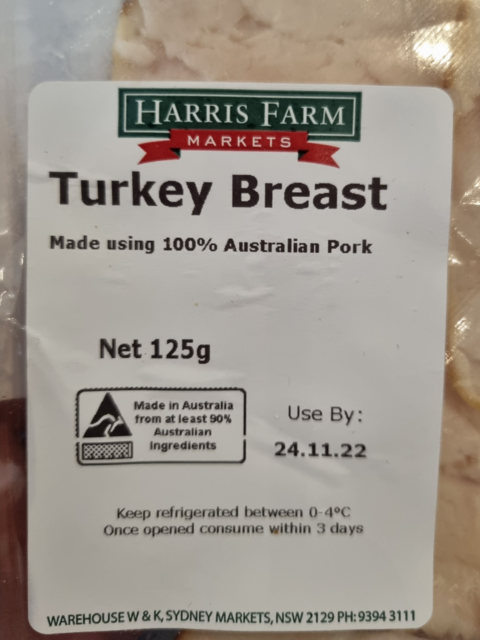 HARRIS FARM
MARKETS
Turkey Breast
Made using 100% Australian Pork
Net 125g
Made in Australia
from at least 90%
Australian
Ingredients
Use By:
24.11.22
Keep refrigerated between 0-4ºC
Once opened consume within 3 days
WAREHOUSE W & K, SYDNEY MARKETS, NSW 2129 PH: 9394 3111